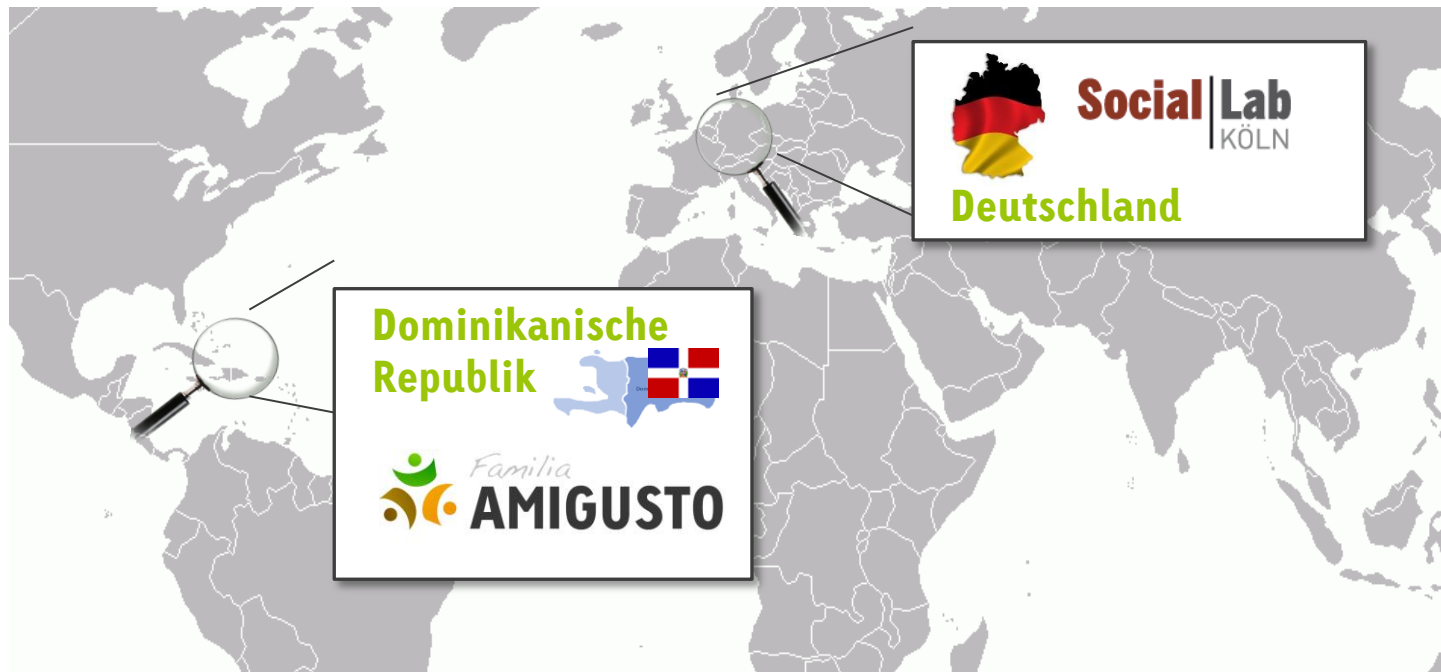 Social Lab
KÖLN
Deutschland
Dominikanische
Republik
Familia
AMIGUSTO